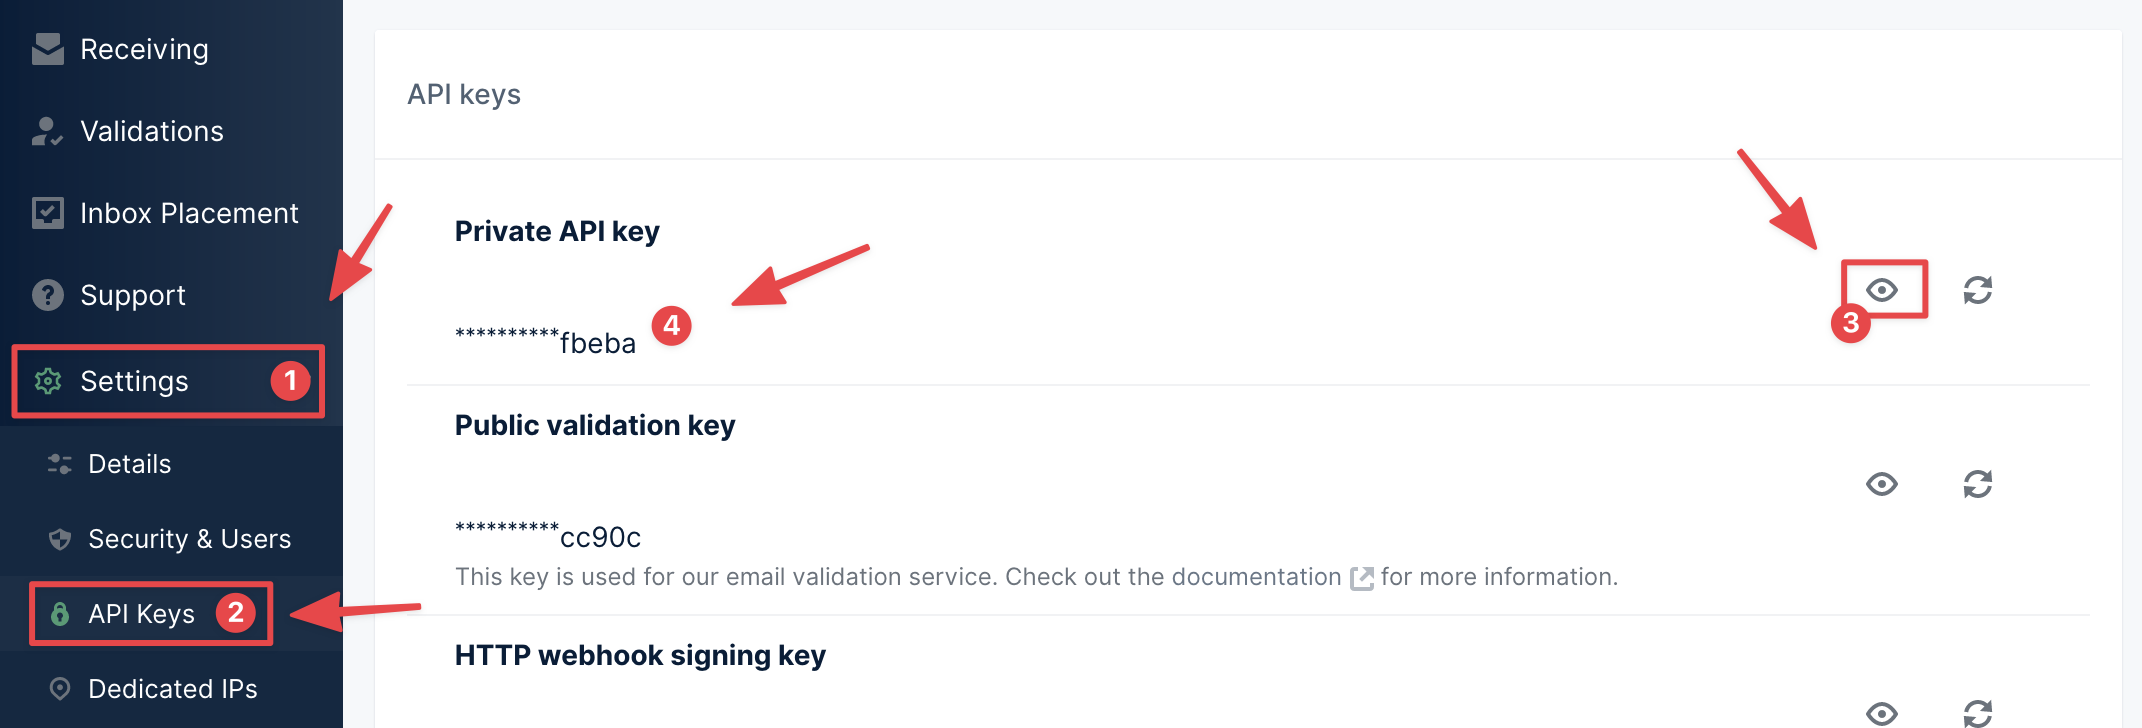 Receiving
Validations
Inbox Placement
Support
Settings 1
Details
Security & Users
API Keys 2
Dedicated IPs
API keys
Private API key
3
**********fbeba 4
Public validation key
**********cc90c
This key is used for our email validation service. Check out the documentation for more information.
HTTP webhook signing key